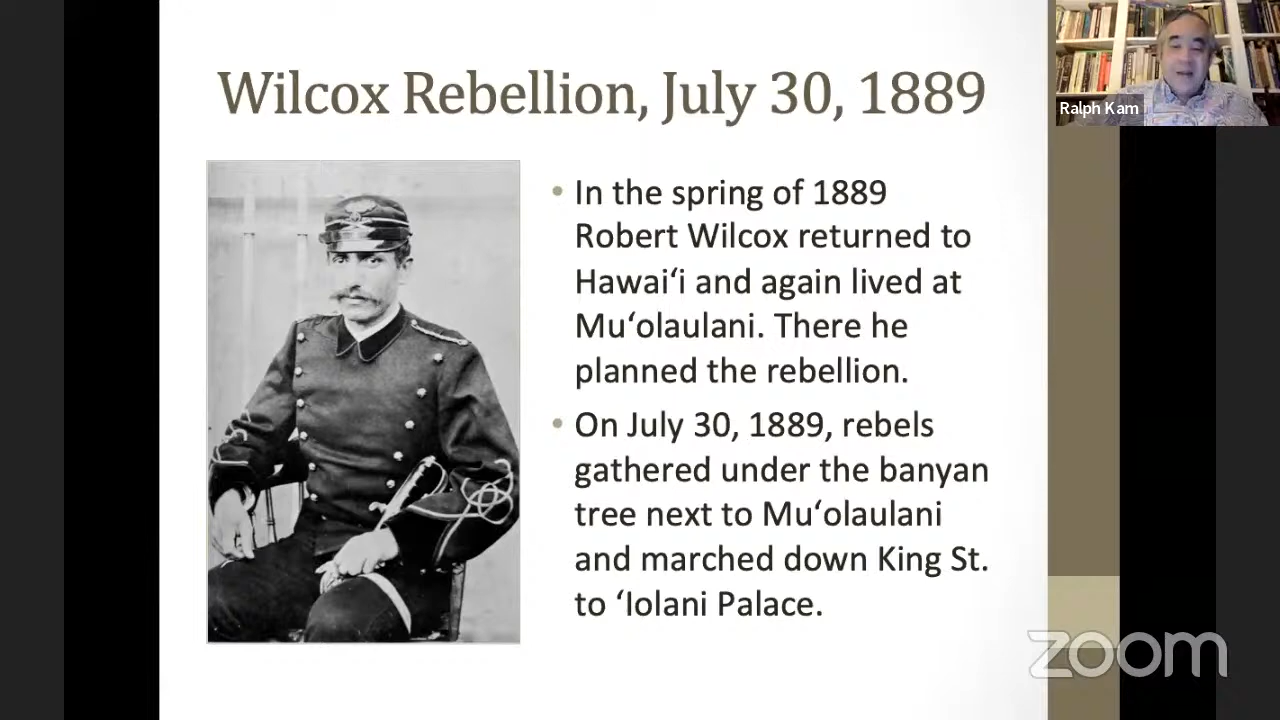 Wilcox Rebellion, July 30, 1889
Ralph Kam
• In the spring of 1889
Robert Wilcox returned to
Hawaiʻi and again lived at
Muʻolaulani. There he
planned the rebellion.
• On July 30, 1889, rebels
gathered under the banyan
tree next to Muʻolaulani
and marched down King St.
to ʻIolani Palace.
zoom